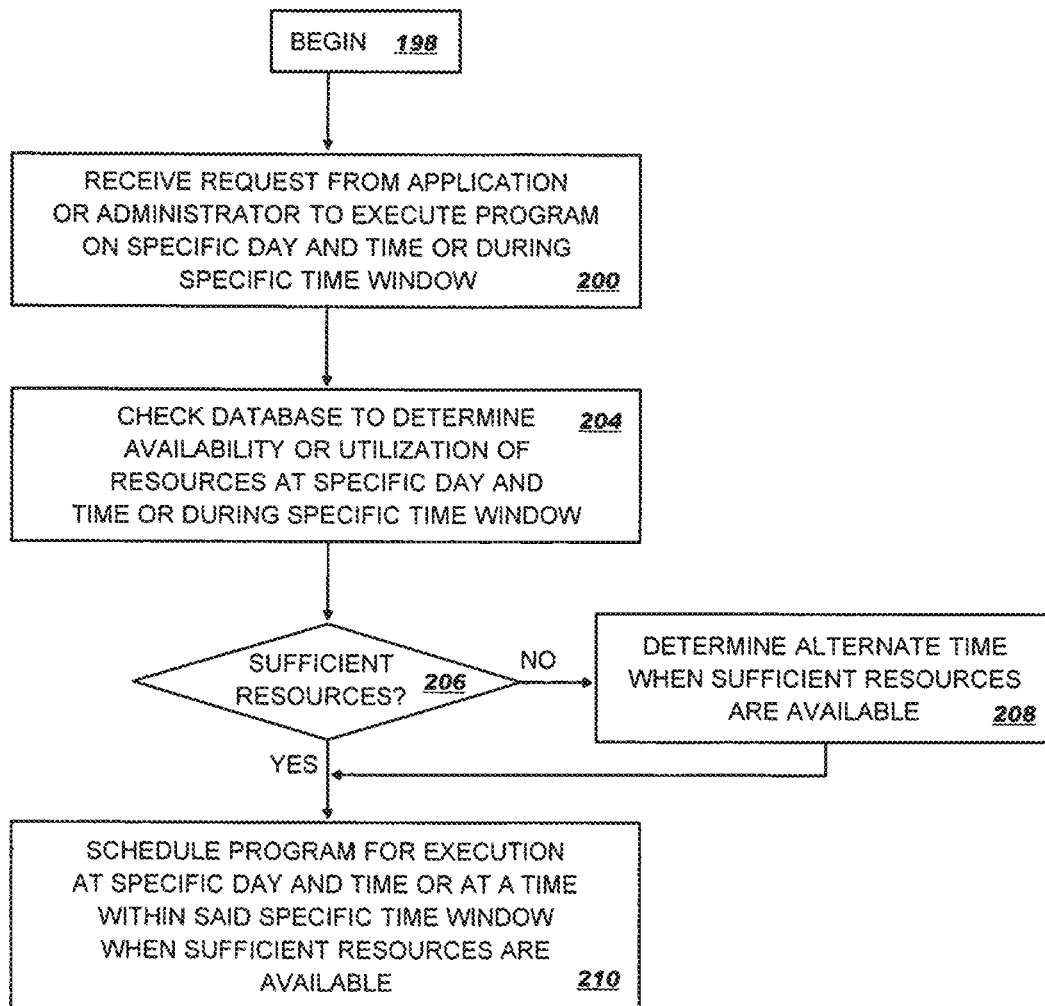 BEGIN 198
RECEIVE REQUEST FROM APPLICATION
OR ADMINISTRATOR TO EXECUTE PROGRAM
ON SPECIFIC DAY AND TIME OR DURING
SPECIFIC TIME WINDOW 200
CHECK DATABASE TO DETERMINE 204
AVAILABILITY OR UTILIZATION OF
RESOURCES AT SPECIFIC DAY AND
TIME OR DURING SPECIFIC TIME WINDOW
SUFFICIENT
RESOURCES? 206
NO
DETERMINE ALTERNATE TIME
WHEN SUFFICIENT RESOURCES
ARE AVAILABLE 208
YES
SCHEDULE PROGRAM FOR EXECUTION
AT SPECIFIC DAY AND TIME OR AT A TIME
WITHIN SAID SPECIFIC TIME WINDOW
WHEN SUFFICIENT RESOURCES ARE
AVAILABLE 210